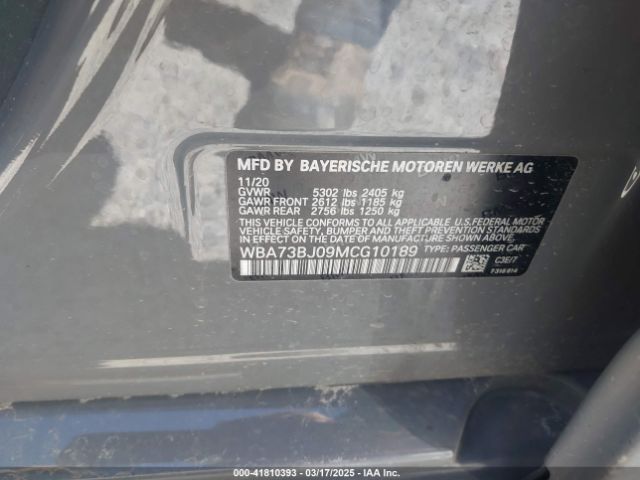 MFD BY BAYERISCHE MOTOREN WERKE AG
11/20
GVWR 5302 lbs 2405 kg
GAWR FRONT 2612 lbs 1185 kg
GAWR REAR 2756 lbs 1250 kg
THIS VEHICLE CONFORMS TO ALL APPLICABLE U.S.FEDERAL MOTOR
VEHICLE SAFETY, BUMPER, AND THEFT PREVENTION STANDARDS
IN EFFECT ON THE DATE OF MANUFACTURE SHOWN ABOVE.
WBA73BJ09MCG10189 TYPE: PASSENGER CAR
C3E/7
000-41810393 - 03/17/2025 - IAA Inc.